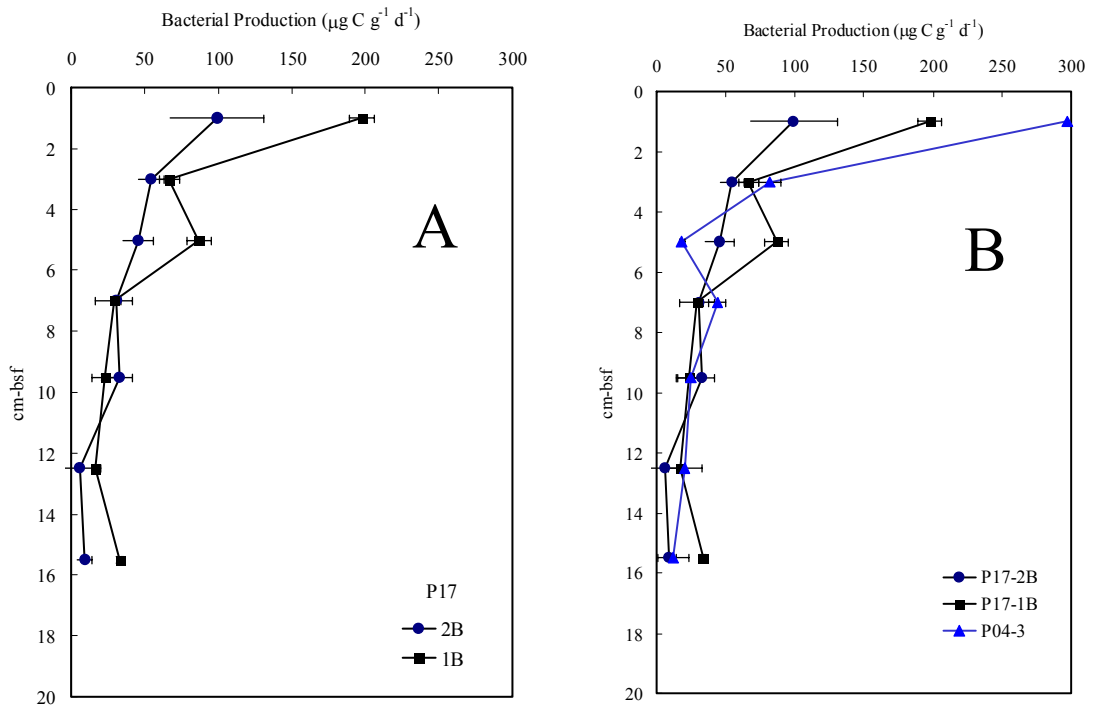 Bacterial Production (μg C g⁻¹ d⁻¹)
0 50 100 150 200 250 300
0
2
4
6
8
10
12
14
16
18
20
cm-bsf
A
P17
2B
1B
Bacterial Production (μg C g⁻¹ d⁻¹)
0 50 100 150 200 250 300
0
2
4
6
8
10
12
14
16
18
20
cm-bsf
B
P17-2B
P17-1B
P04-3